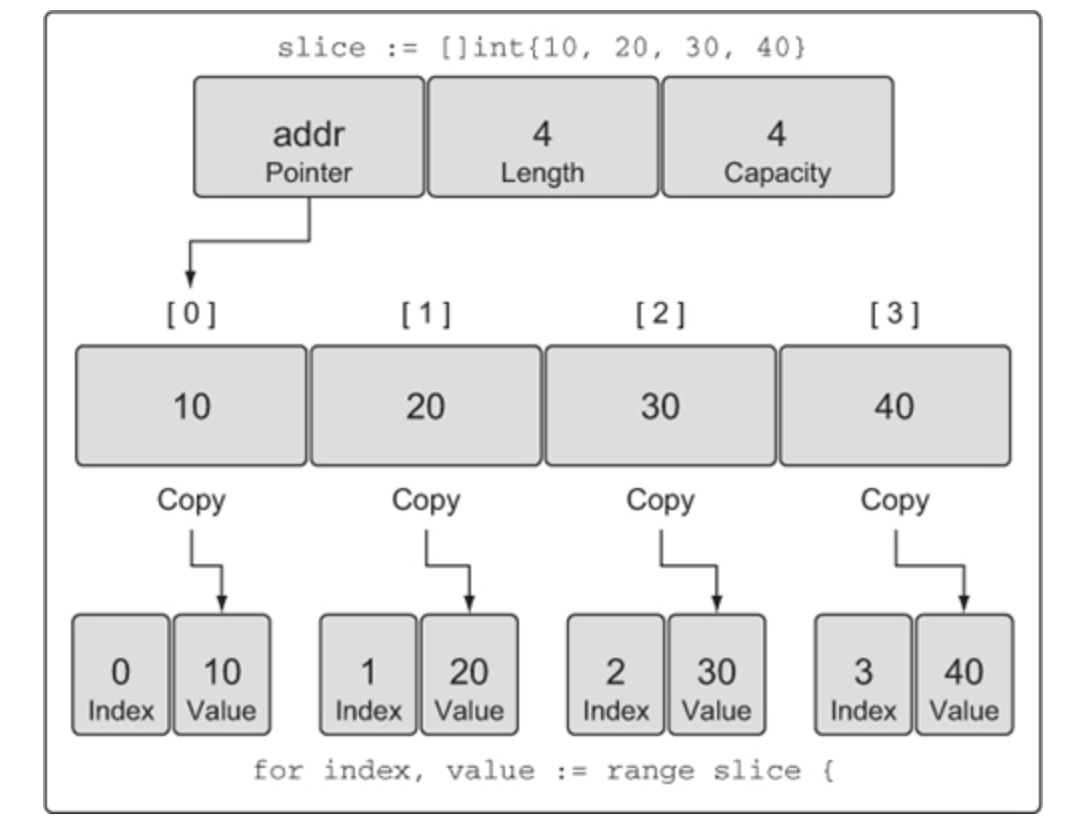 slice := []int{10, 20, 30, 40}
addr 4 4
Pointer Length Capacity
[0] [1] [2] [3]
10 20 30 40
Copy Copy Copy Copy
0 10 1 20 2 30 3 40
Index Value Index Value Index Value Index Value
for index, value := range slice {